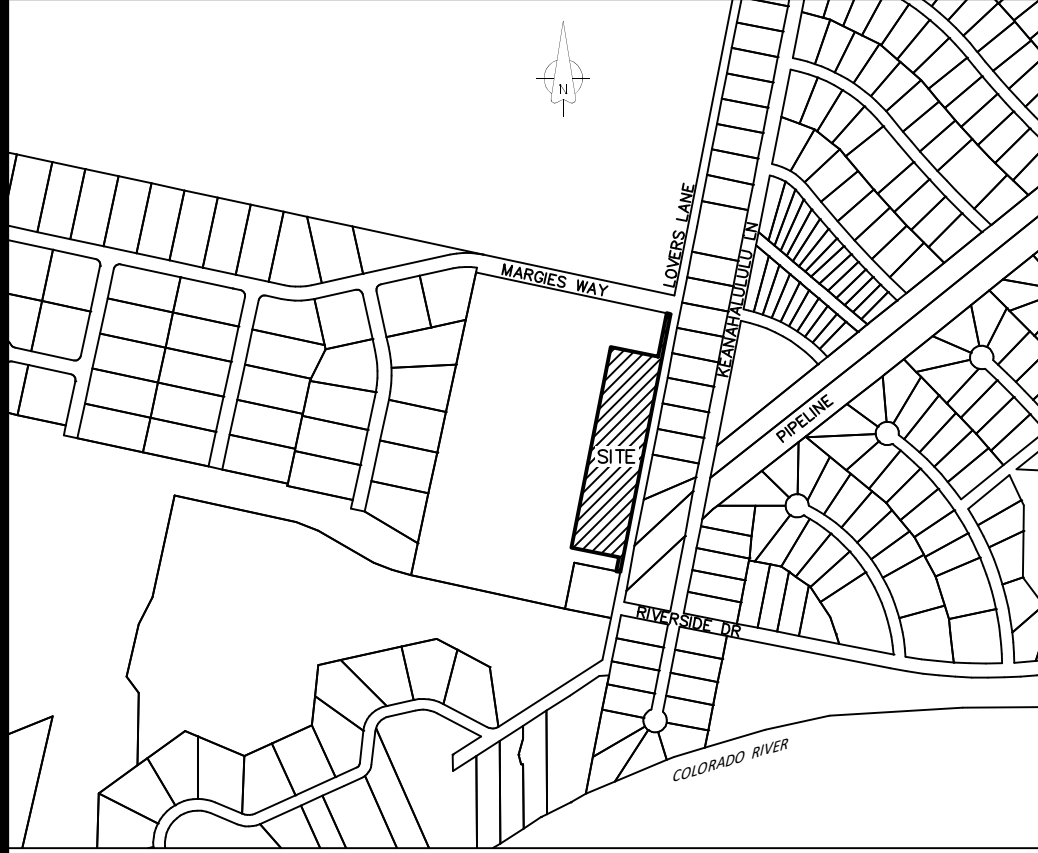 N
LOVERS LANE
KEANAHALULULU LN
MARGIES WAY
PIPELINE
SITE
RIVERSIDE DR
COLORADO RIVER